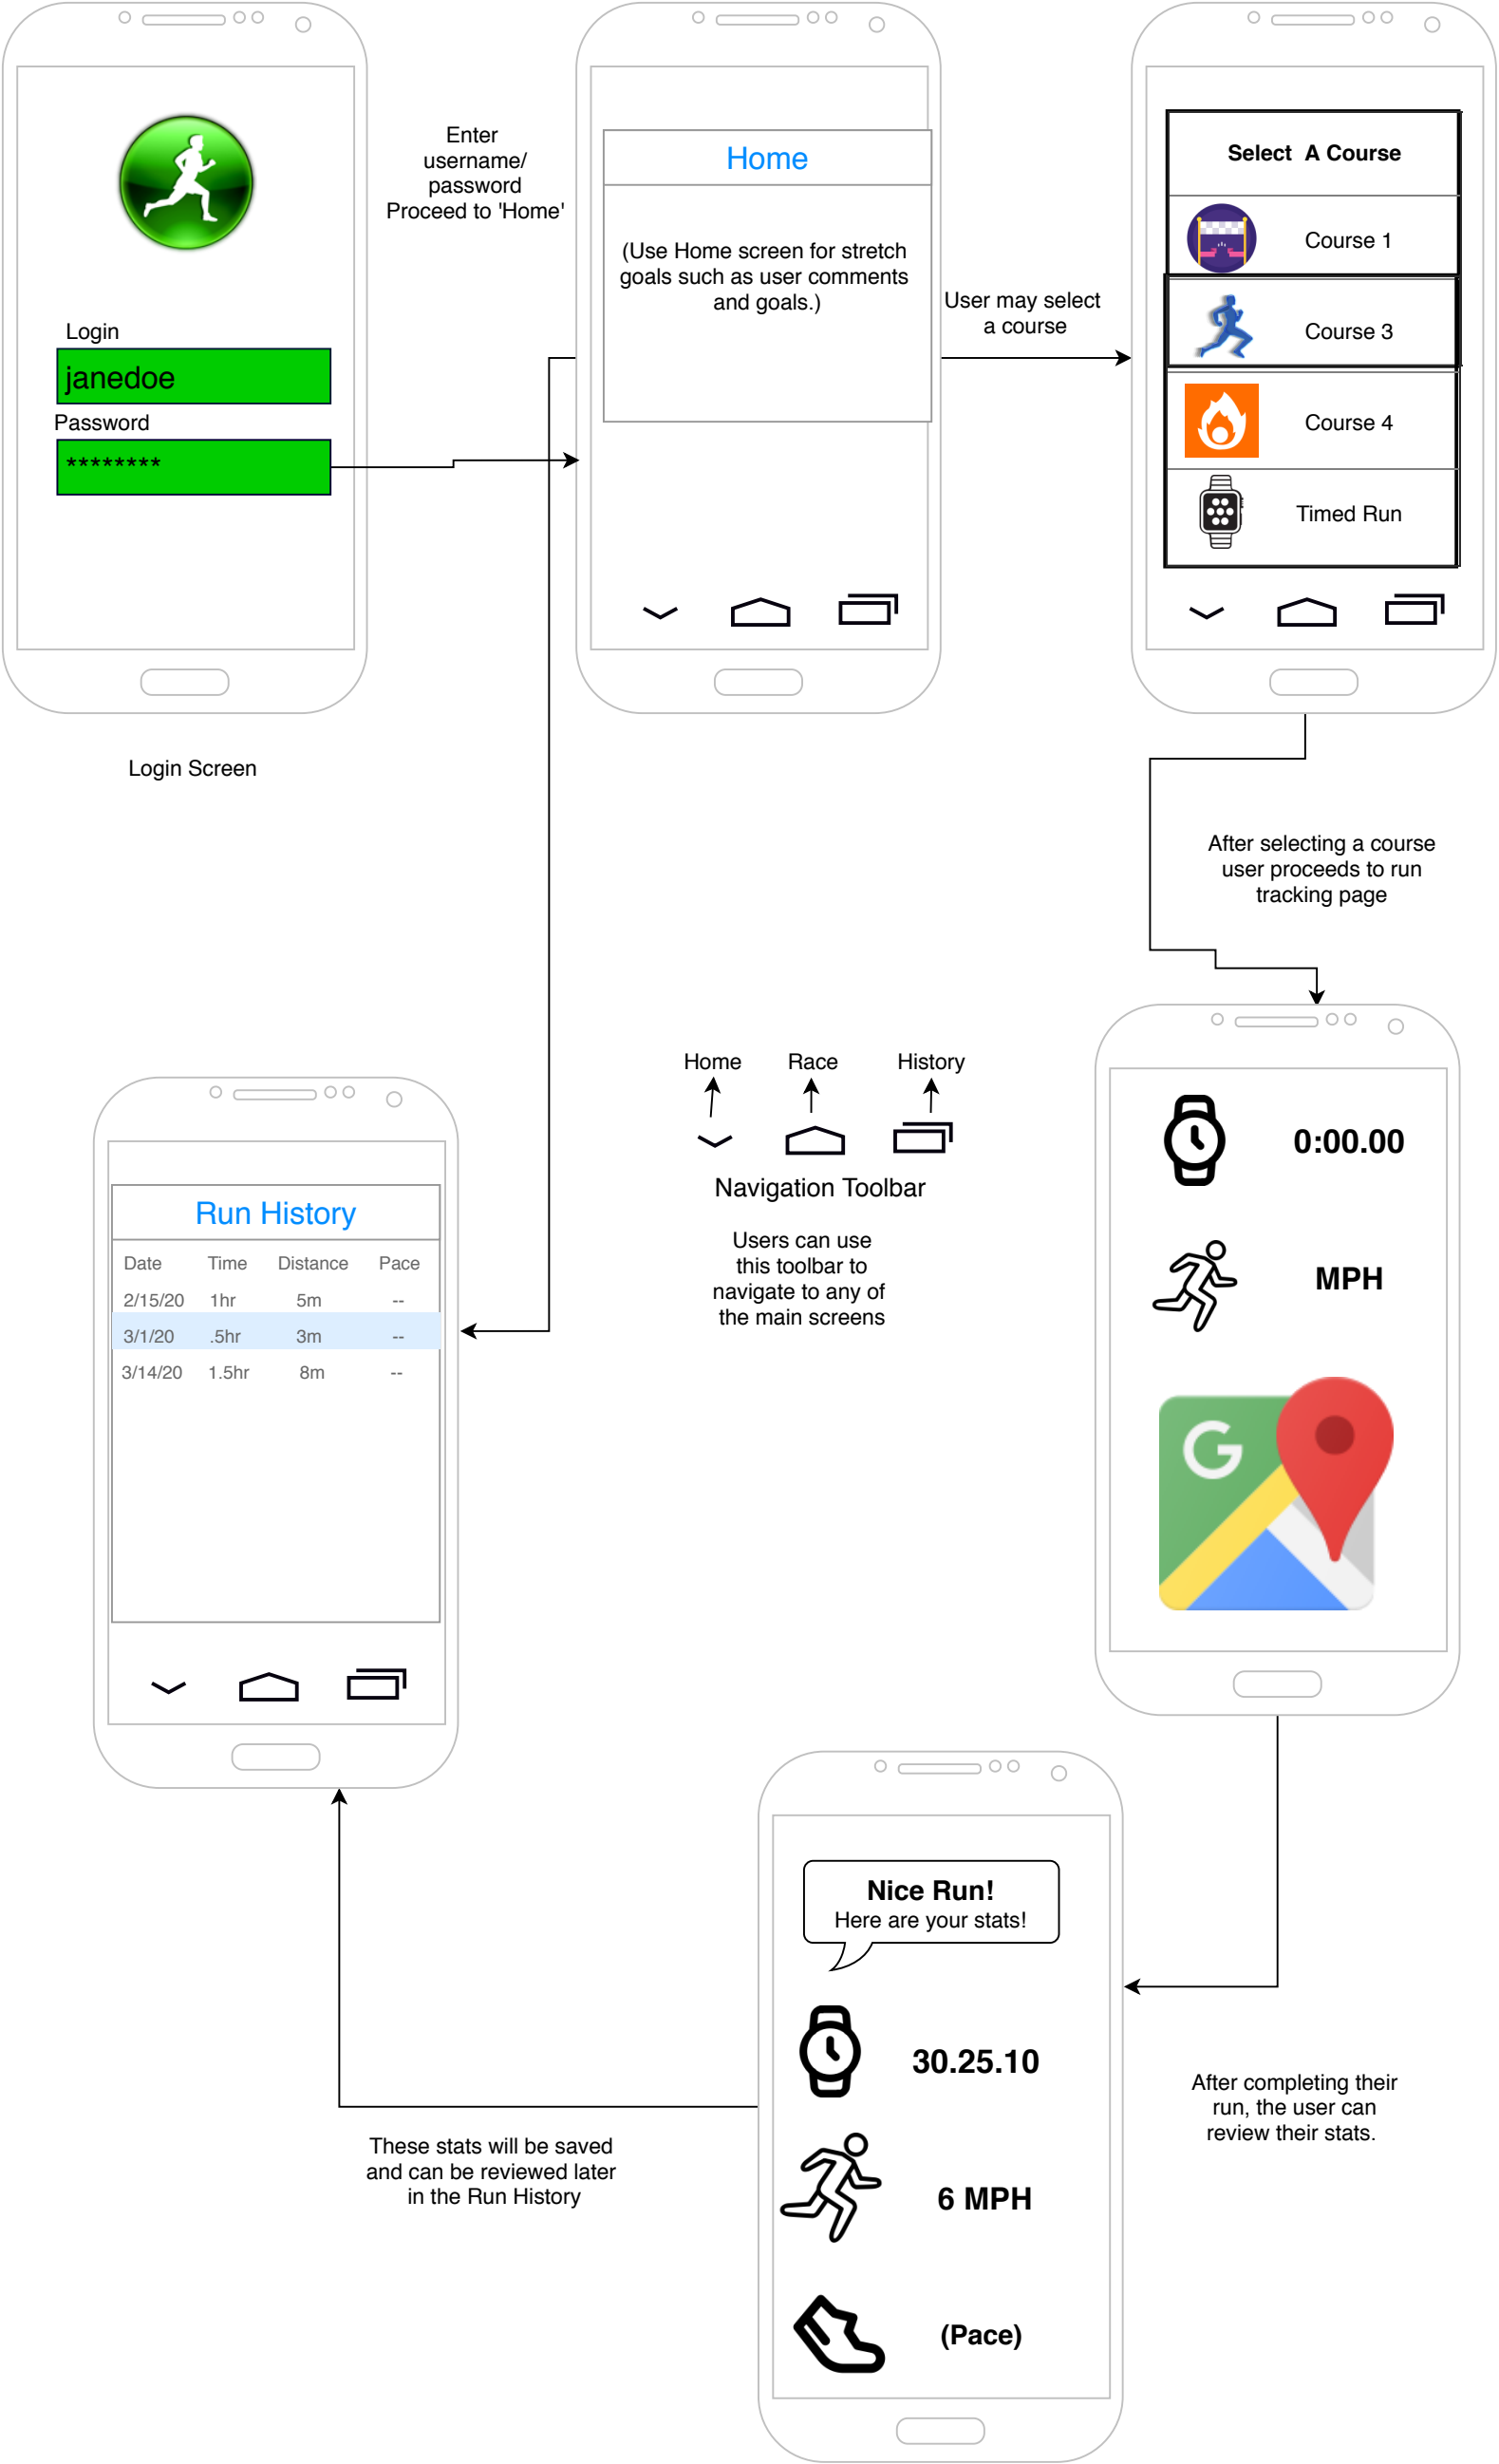 Login
janedoe
Password
********
Login Screen
Enter
username/
password
Proceed to 'Home'
Home
(Use Home screen for stretch
goals such as user comments
and goals.)
User may select
a course
Select A Course
Course 1
Course 3
Course 4
Timed Run
After selecting a course
user proceeds to run
tracking page
Home Race History
Navigation Toolbar
Users can use
this toolbar to
navigate to any of
the main screens
Run History
Date Time Distance Pace
2/15/20 1hr 5m --
3/1/20 .5hr 3m --
3/14/20 1.5hr 8m --
0:00.00
MPH
G
After completing their
run, the user can
review their stats.
Nice Run!
Here are your stats!
30.25.10
6 MPH
(Pace)
These stats will be saved
and can be reviewed later
in the Run History